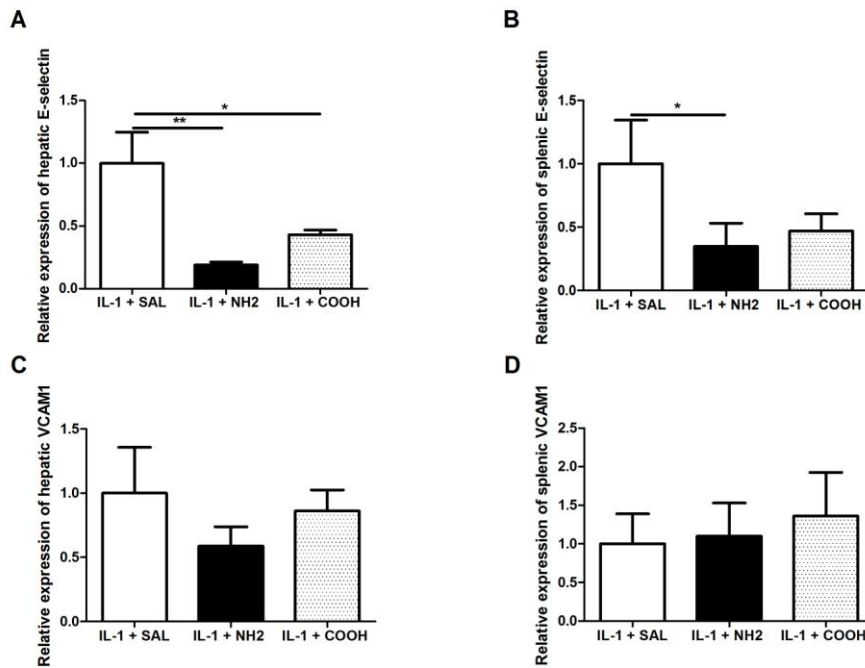 A
Relative expression of hepatic E-selectin
1.5
1.0
0.5
0.0
*
**
IL-1 + SAL IL-1 + NH2 IL-1 + COOH
B
Relative expression of splenic E-selectin
1.5
1.0
0.5
0.0
*
IL-1 + SAL IL-1 + NH2 IL-1 + COOH
C
Relative expression of hepatic VCAM1
1.5
1.0
0.5
0.0
IL-1 + SAL IL-1 + NH2 IL-1 + COOH
D
Relative expression of splenic VCAM1
2.5
2.0
1.5
1.0
0.5
0.0
IL-1 + SAL IL-1 + NH2 IL-1 + COOH